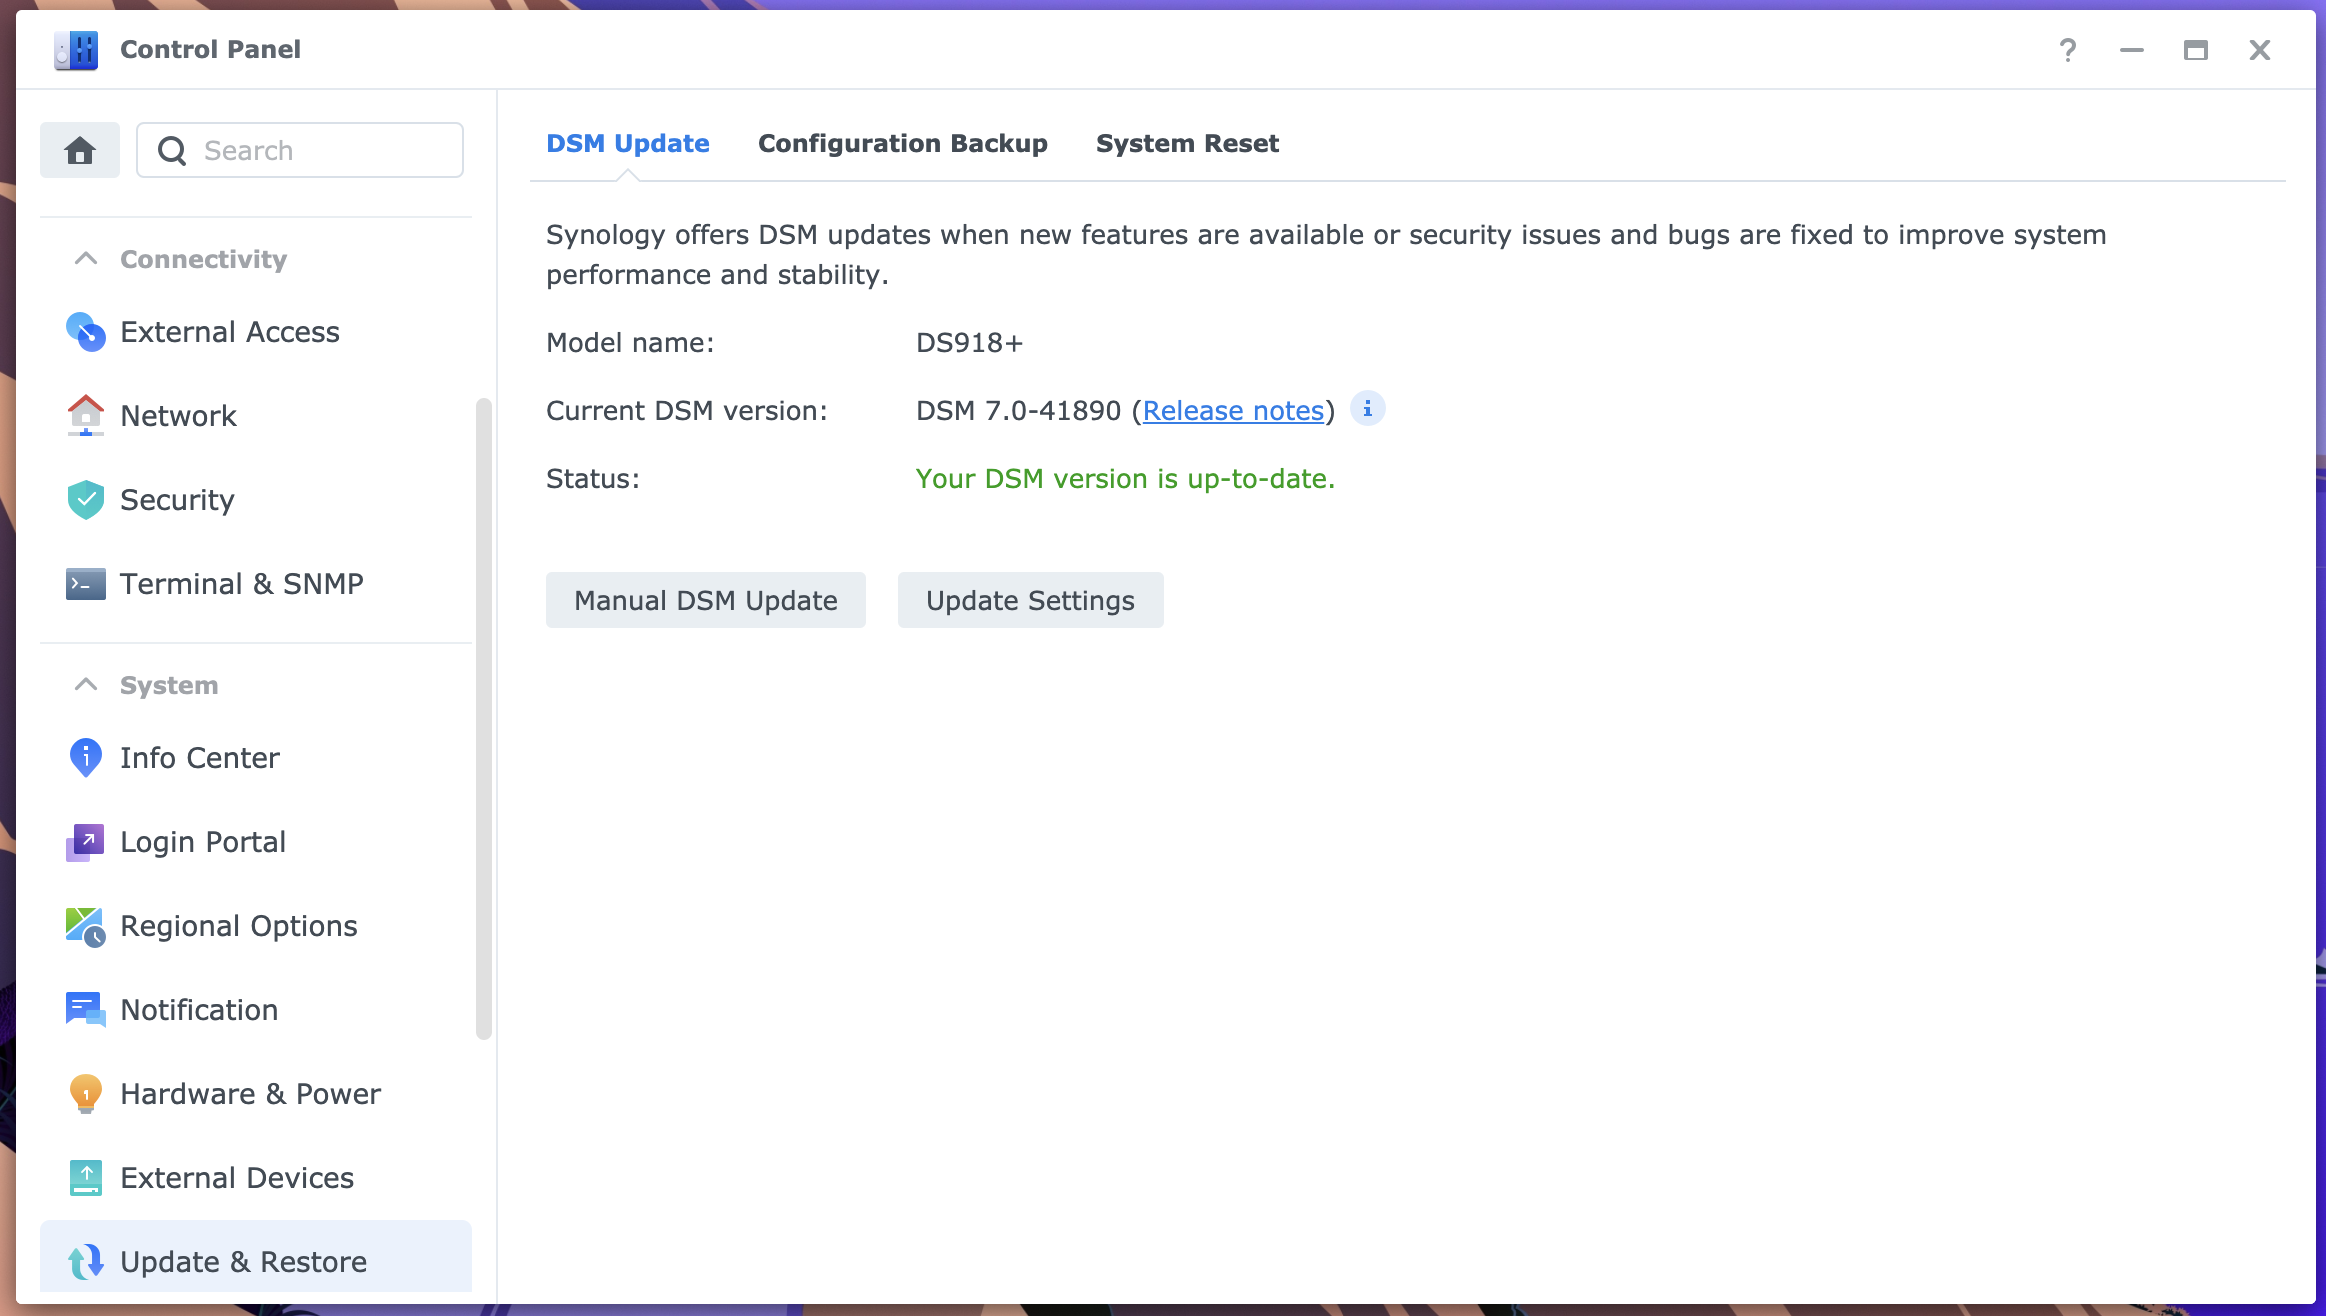 Control Panel
Search
Connectivity
External Access
Network
Security
Terminal & SNMP
System
Info Center
Login Portal
Regional Options
Notification
Hardware & Power
External Devices
Update & Restore
DSM Update Configuration Backup System Reset
Synology offers DSM updates when new features are available or security issues and bugs are fixed to improve system
performance and stability.
Model name: DS918+
Current DSM version: DSM 7.0-41890 (Release notes)
Status: Your DSM version is up-to-date.
Manual DSM Update Update Settings